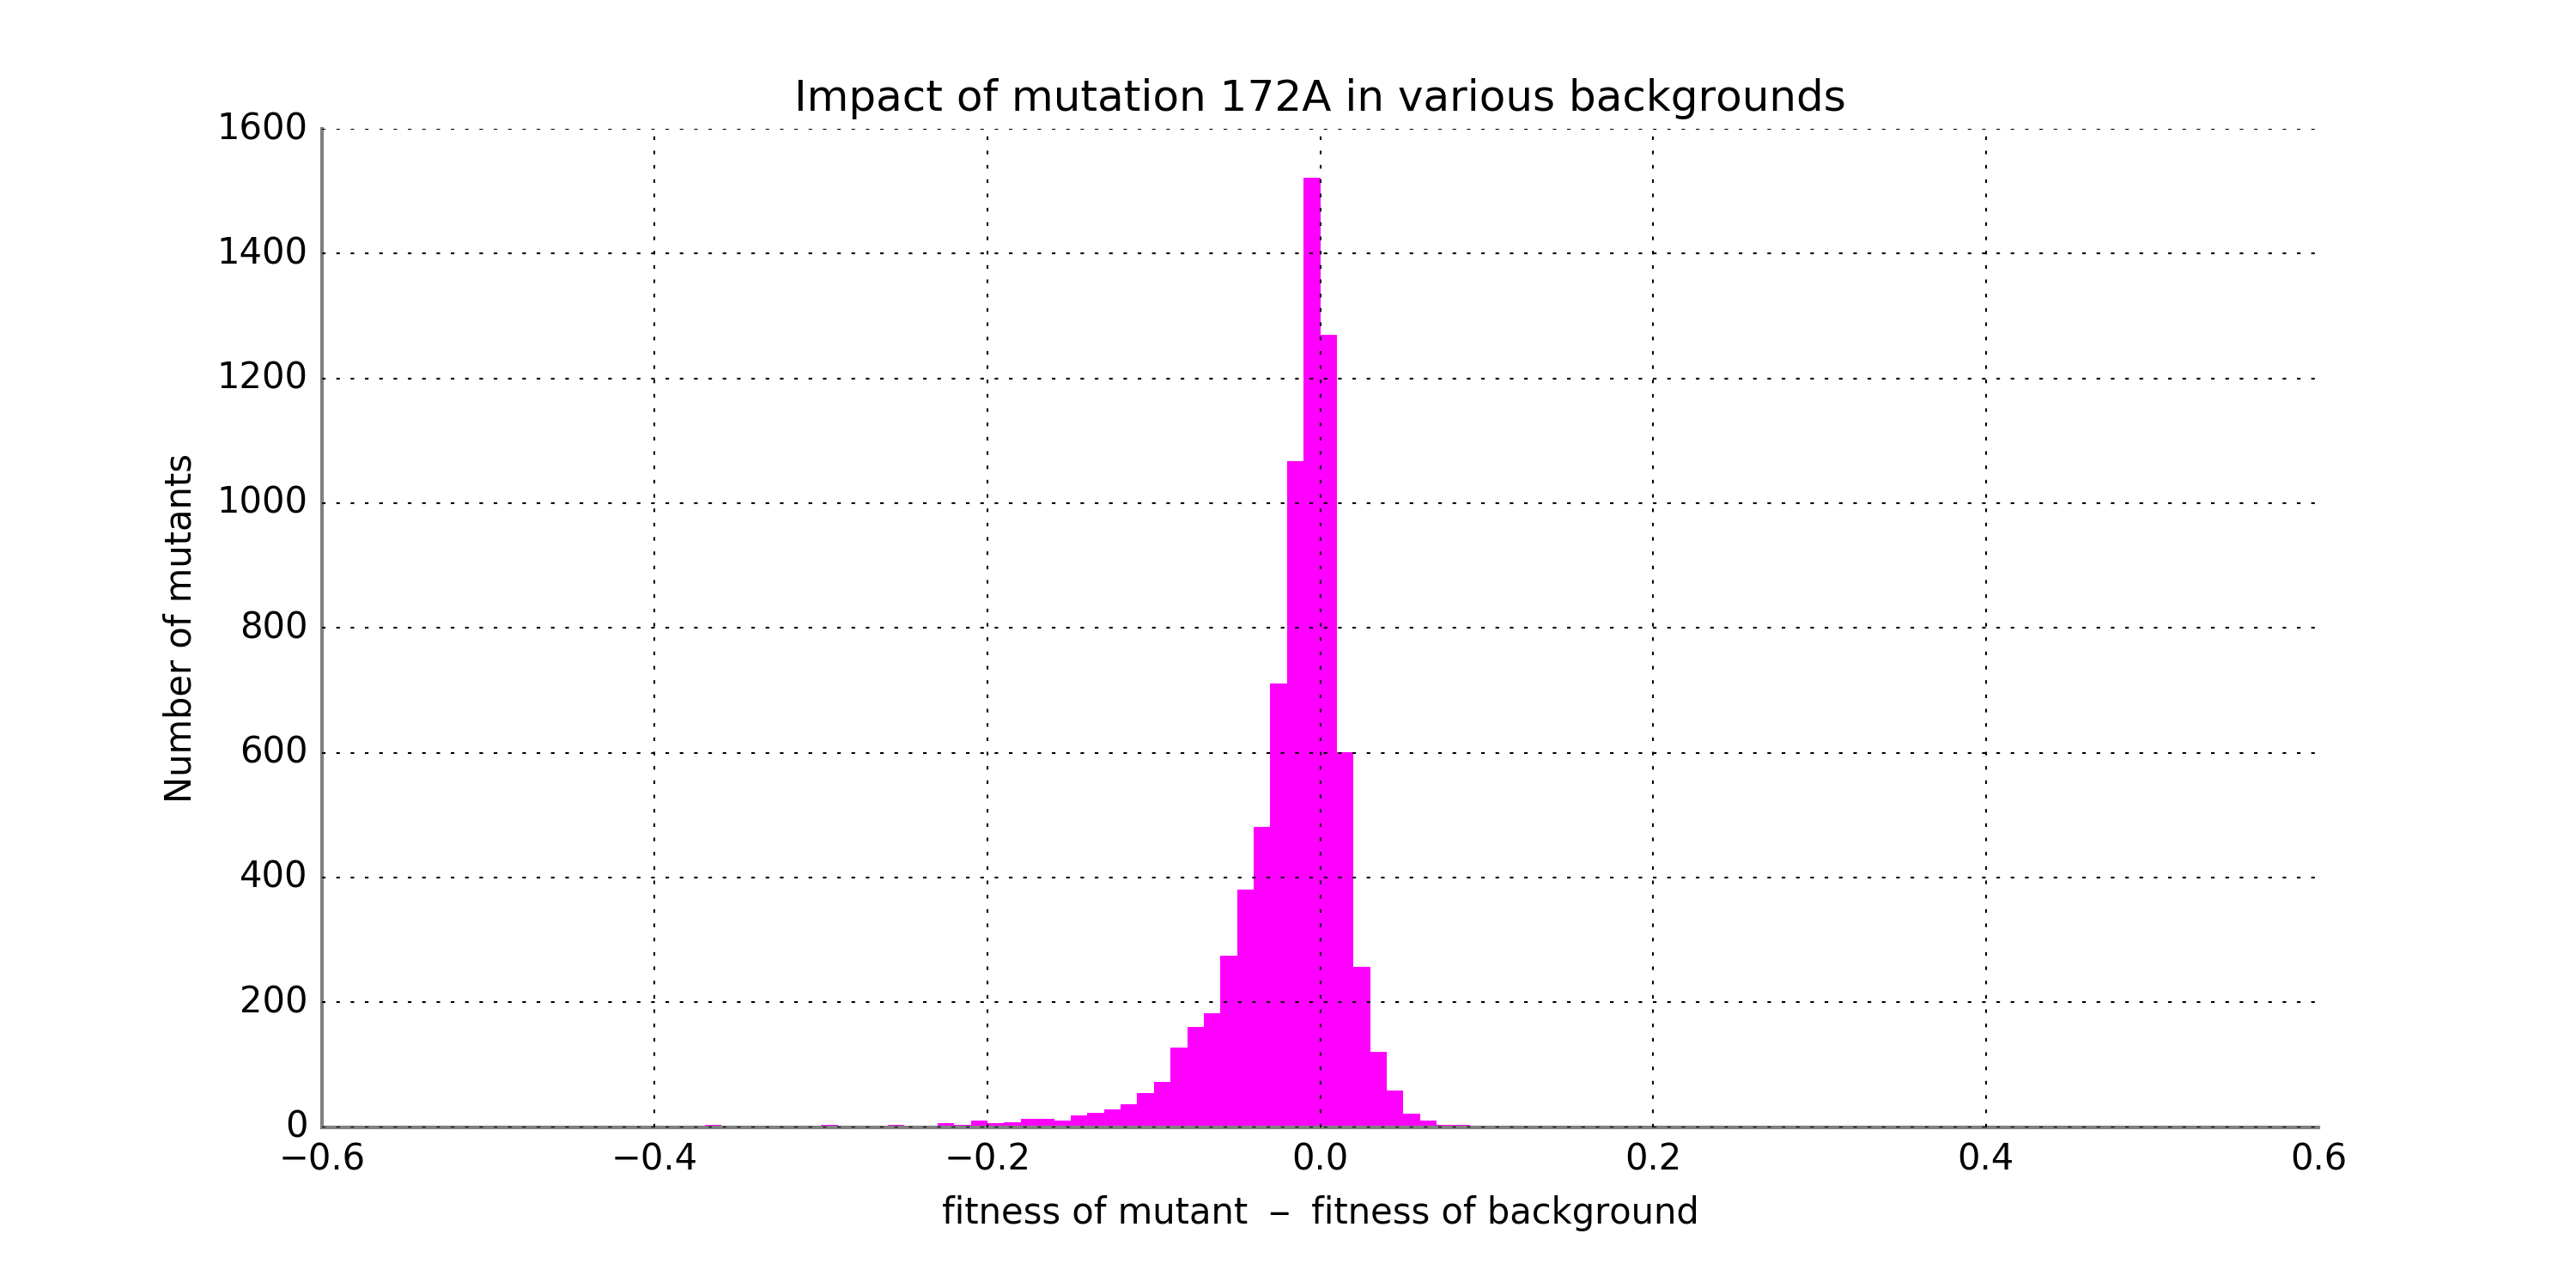 Impact of mutation 172A in various backgrounds
1600
1400
1200
1000
800
600
400
200
0
Number of mutants
−0.6 −0.4 −0.2 0.0 0.2 0.4 0.6
fitness of mutant − fitness of background